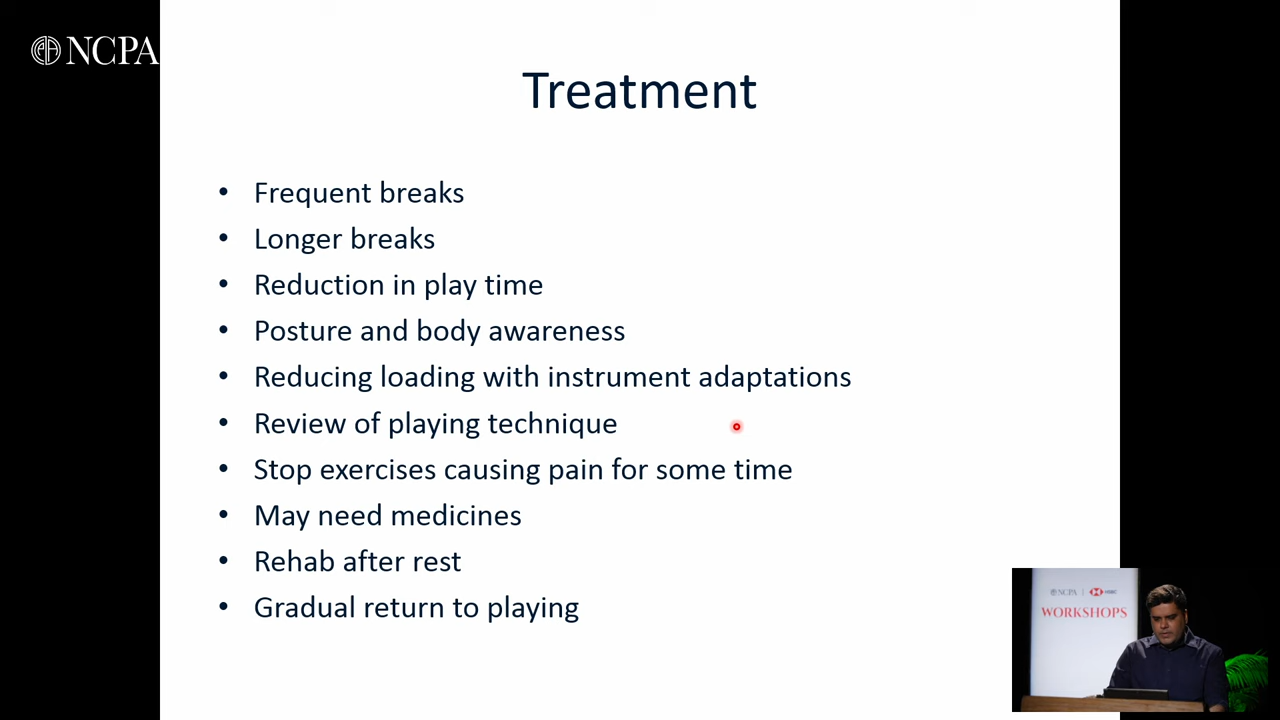 NCPA
Treatment
• Frequent breaks
• Longer breaks
• Reduction in play time
• Posture and body awareness
• Reducing loading with instrument adaptations
• Review of playing technique
• Stop exercises causing pain for some time
• May need medicines
• Rehab after rest
• Gradual return to playing
NCPA | HSBC
WORKSHOPS